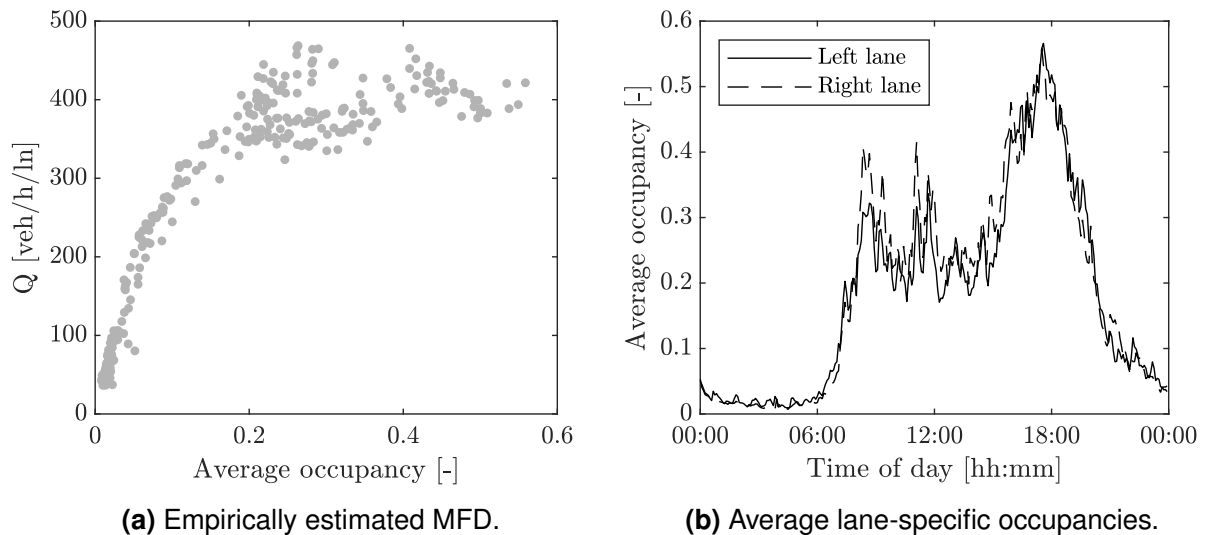 500
400
300
200
100
0
Q [veh/h/ln]
0 0.2 0.4 0.6
Average occupancy [-]
(a) Empirically estimated MFD.
0.6
0.5
0.4
0.3
0.2
0.1
0
Average occupancy [-]
Left lane
Right lane
00:00 06:00 12:00 18:00 00:00
Time of day [hh:mm]
(b) Average lane-specific occupancies.